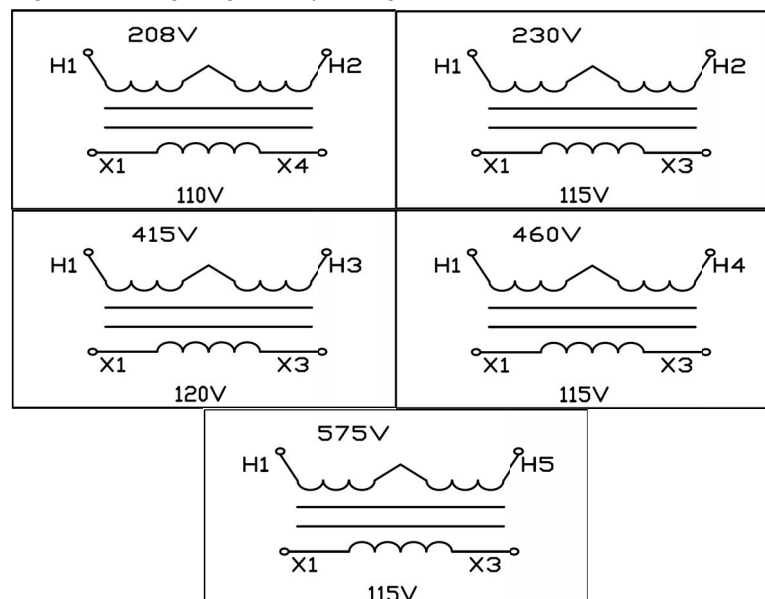 208V
H1 H2
X1 X4
110V
230V
H1 H2
X1 X3
115V
415V
H1 H3
X1 X3
120V
460V
H1 H4
X1 X3
115V
575V
H1 H5
X1 X3
115V